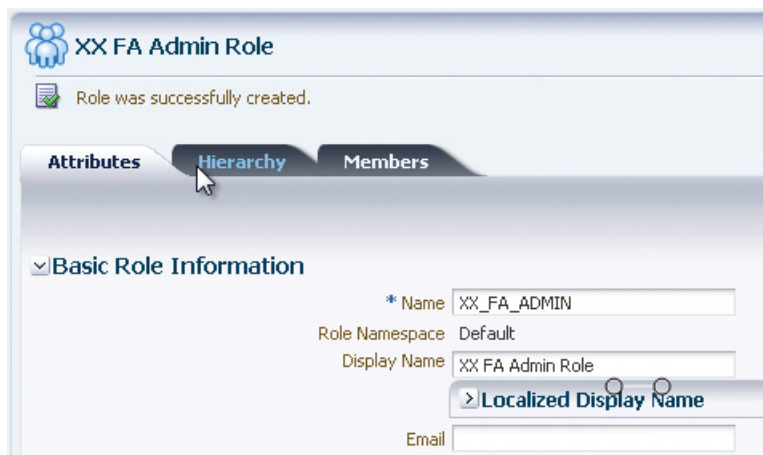 XX FA Admin Role
Role was successfully created.
Attributes Hierarchy Members
Basic Role Information
* Name XX_FA_ADMIN
Role Namespace Default
Display Name XX FA Admin Role
Localized Display Name
Email